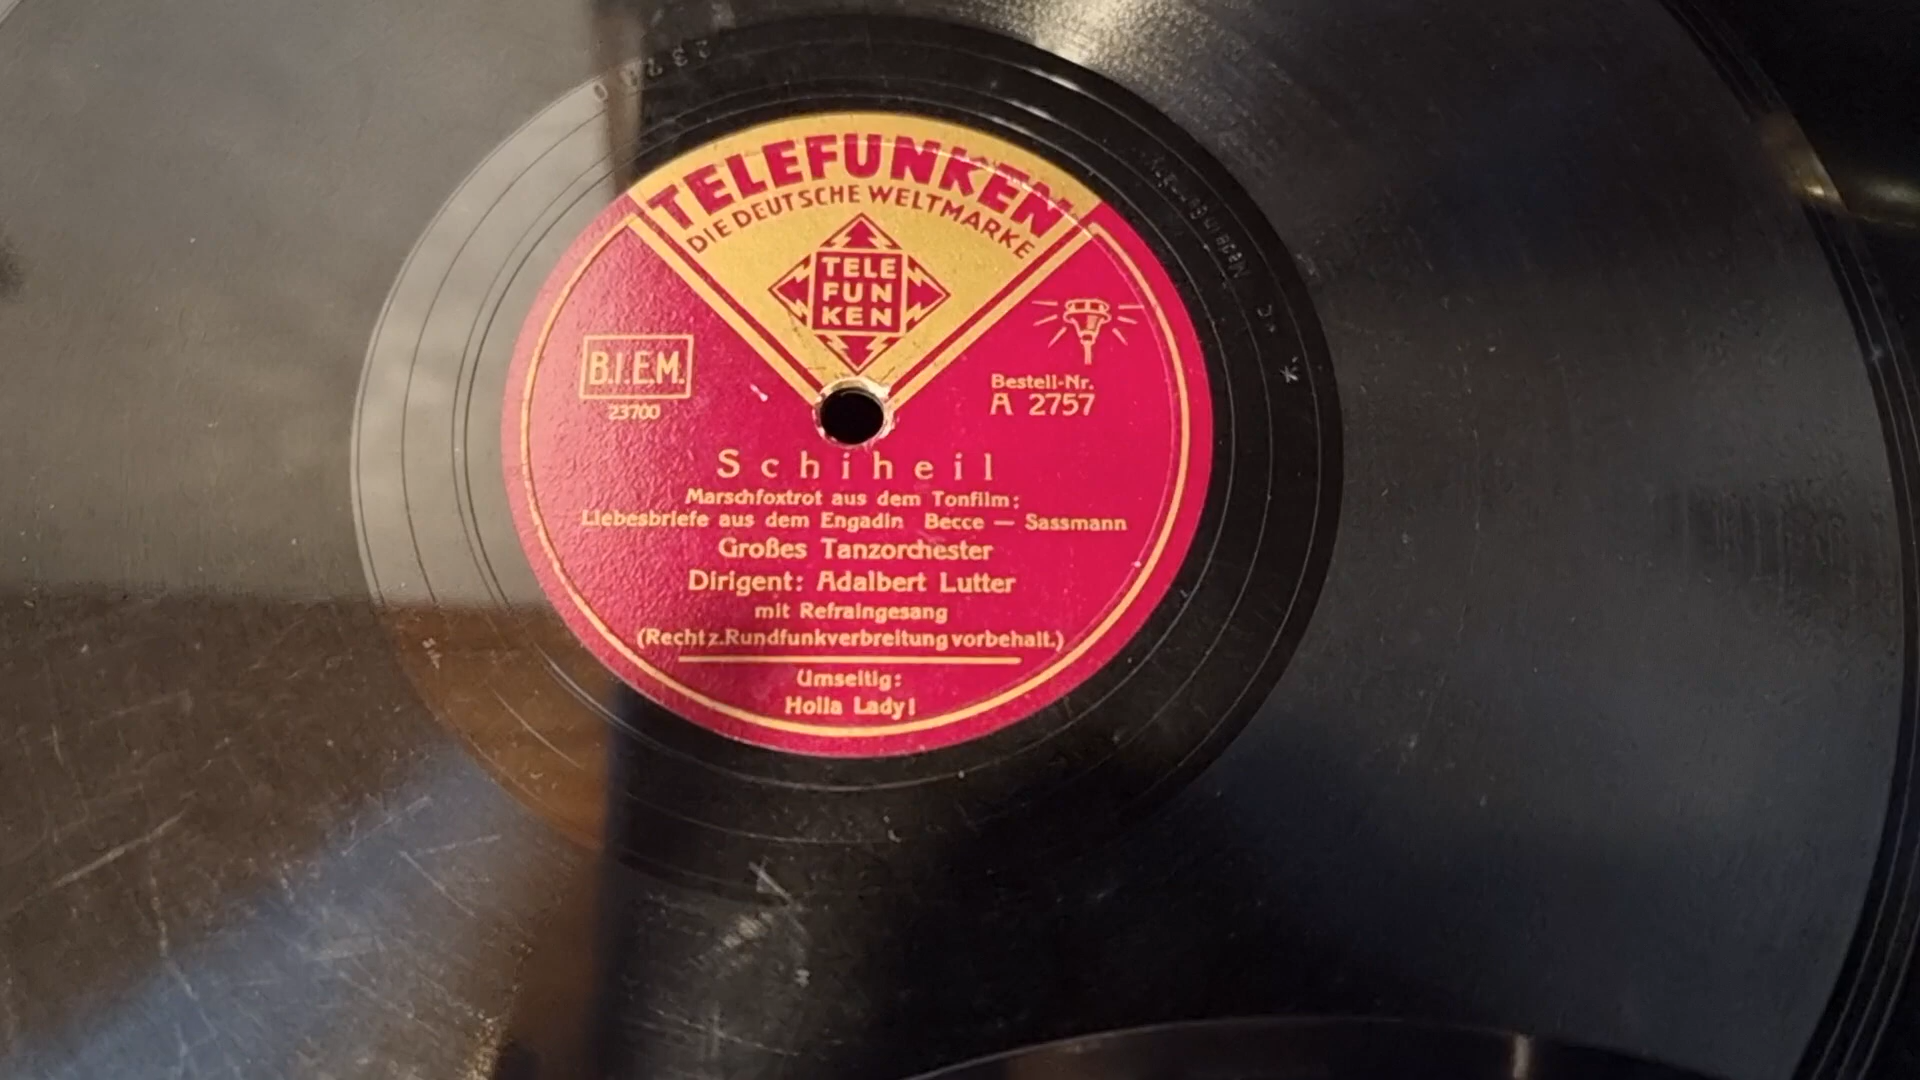 TELEFUNKEN
DIE DEUTSCHE WELTMARKE
TELE
FUN
KEN
B.I.E.M.
23700
Bestell-Nr.
A 2757
Schiheil
Marschfoxtrot aus dem Tonfilm:
Liebesbriefe aus dem Engadin Becce — Sassmann
Großes Tanzorchester
Dirigent: Adalbert Lutter
mit Refraingesang
(Recht z. Rundfunkverbreitung vorbehalt.)
Umseitig:
Holla Lady!